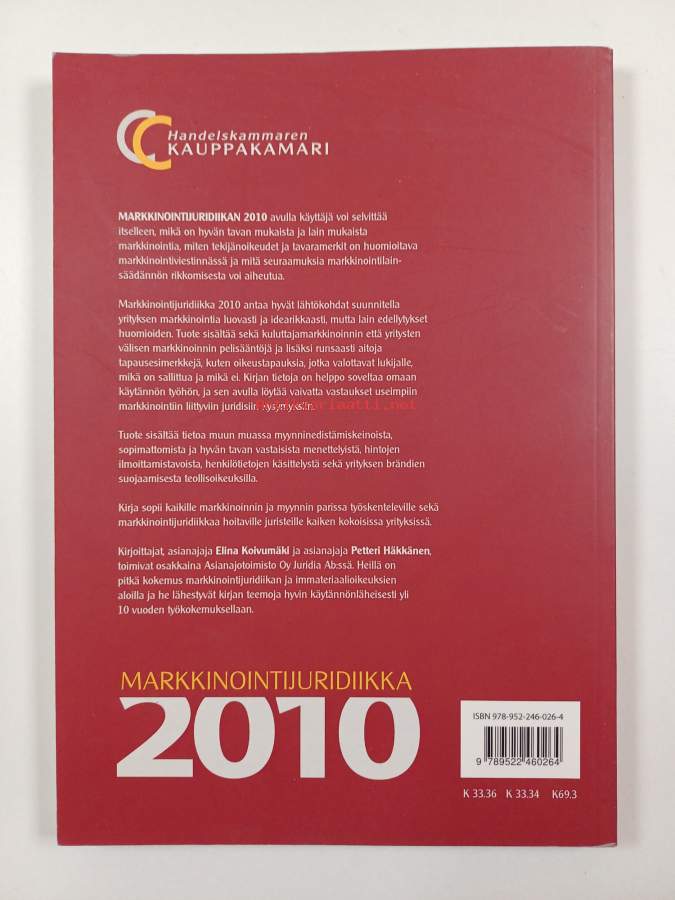 CC Handelskammaren
KAUPPAKAMARI
MARKKINOINTIJURIDIIKAN 2010 avulla käyttäjä voi selvittää
itselleen, mikä on hyvän tavan mukaista ja lain mukaista
markkinointia, miten tekijänoikeudet ja tavaramerkit on huomioitava
markkinointiviestinnässä ja mitä seuraamuksia markkinointilain-
säädännön rikkomisesta voi aiheutua.
Markkinointijuridiikka 2010 antaa hyvät lähtökohdat suunnitella
yrityksen markkinointia luovasti ja idearikkaasti, mutta lain edellytykset
huomioiden. Tuote sisältää sekä kuluttajamarkkinoinnin että yritysten
välisen markkinoinnin pelisääntöjä ja lisäksi runsaasti aitoja
tapausesimerkkejä, kuten oikeustapauksia, jotka valottavat lukijalle,
mikä on sallittua ja mikä ei. Kirjan tietoja on helppo soveltaa omaan
käytännön työhön, ja sen avulla löytää vaivatta vastaukset useimpiin
markkinointiin liittyviin juridisiin kysymyksiin.
Tuote sisältää tietoa muun muassa myynninedistämiskeinoista,
sopimattomista ja hyvän tavan vastaisista menettelyistä, hintojen
ilmoittamistavoista, henkilötietojen käsittelystä sekä yrityksen brändien
suojaamisesta teollisoikeuksilla.
Kirja sopii kaikille markkinoinnin ja myynnin parissa työskenteleville sekä
markkinointijuridiikkaa hoitaville juristeille kaiken kokoisissa yrityksissä.
Kirjoittajat, asianajaja Elina Koivumäki ja asianajaja Petteri Häkkänen,
toimivat osakkaina Asianajotoimisto Oy Juridia Ab:ssä. Heillä on
pitkä kokemus markkinointijuridiikan ja immateriaalioikeuksien
aloilla ja he lähestyvät kirjan teemoja hyvin käytännönläheisesti yli
10 vuoden työkokemuksellaan.
MARKKINOINTIJURIDIIKKA
2010
ISBN 978-952-246-026-4
9 789522 460264
K 33.36 K 33.34 K69.3